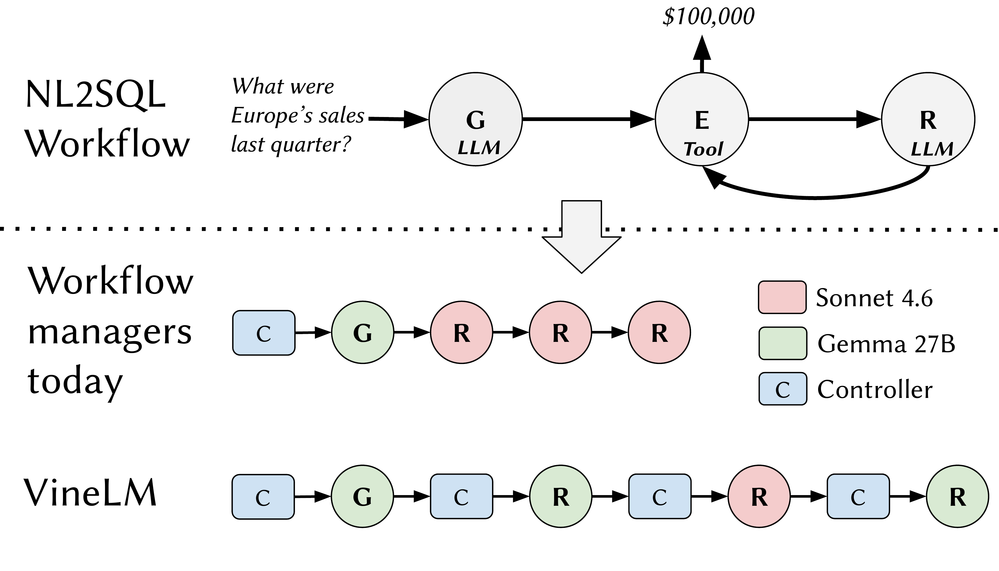 $100,000
NL2SQL
Workflow
What were
Europe’s sales
last quarter?
G
LLM
E
Tool
R
LLM
Workflow
managers
today
C
G
R
R
R
Sonnet 4.6
Gemma 27B
C
Controller
VineLM
C
G
C
R
C
R
C
R